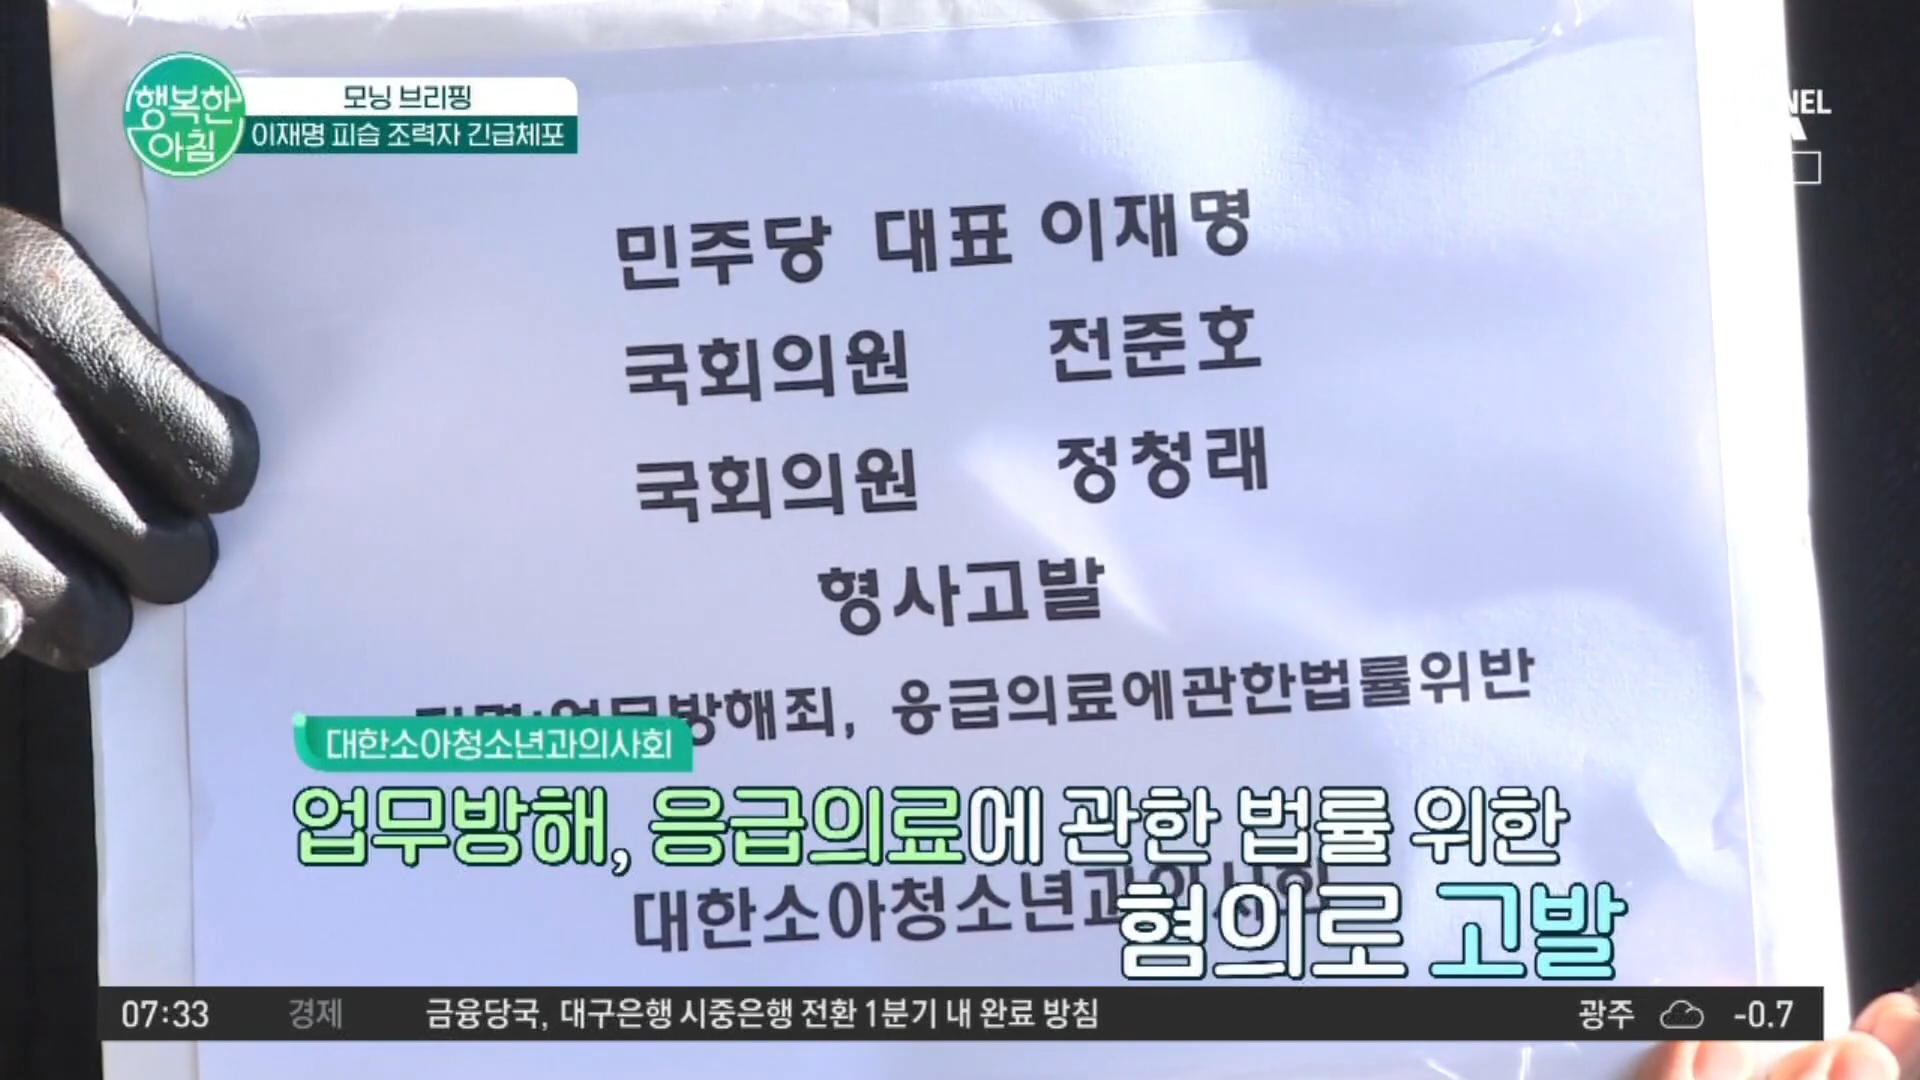 행복한
아침
모닝 브리핑
이재명 피습 조력자 긴급체포
민주당 대표 이재명
국회의원 전준호
국회의원 정청래
형사고발
방해죄, 응급의료에관한법률위반
대한소아청소년과의사회
업무방해, 응급의료에 관한 법률 위한
혐의로 고발
대한소아청소년과의사회
07:33 경제 금융당국, 대구은행 시중은행 전환 1분기 내 완료 방침 광주 -0.7